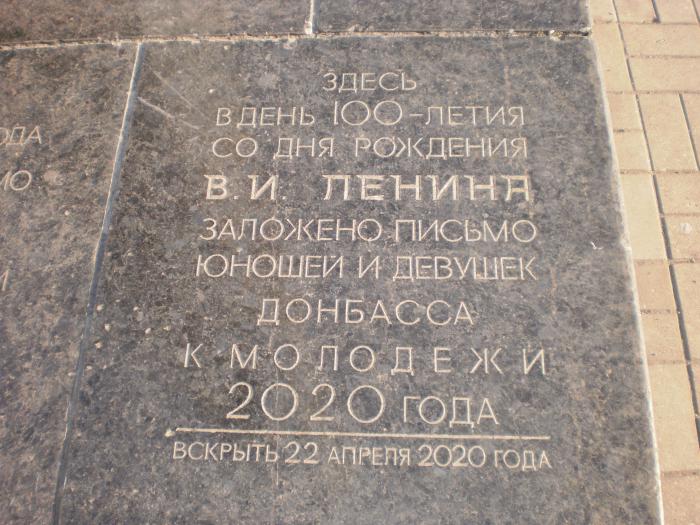 ЗДЕСЬ
В ДЕНЬ 100-ЛЕТИЯ
СО ДНЯ РОЖДЕНИЯ
В. И. ЛЕНИНА
ЗАЛОЖЕНО ПИСЬМО
ЮНОШЕЙ И ДЕВУШЕК
ДОНБАССА
К МОЛОДЕЖИ
2020 ГОДА
ВСКРЫТЬ 22 АПРЕЛЯ 2020 ГОДА